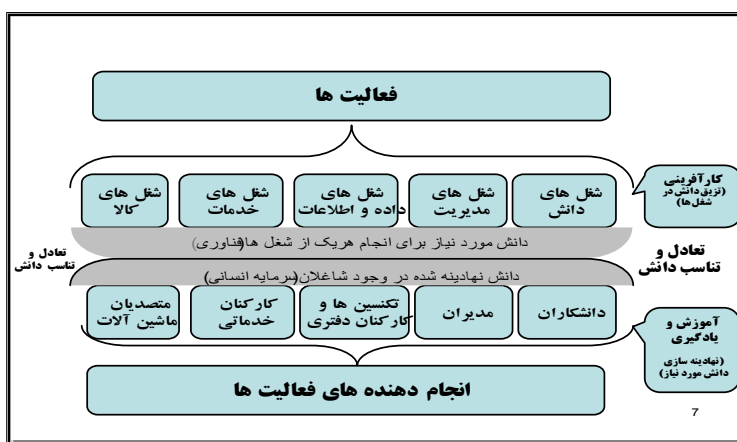 فعالیت ها
کارآفرینی
(تزیق دانش در
شغل ها)
شغل های
دانش
شغل های
مدیریت
شغل های
داده و اطلاعات
شغل های
خدمات
شغل های
کالا
دانش مورد نیاز برای انجام هریک از شغل ها(فناوری)
تعادل و
تناسب دانش
تعادل و
تناسب دانش
دانش نهادینه شده در وجود شاغلان(سرمایه انسانی)
دانشکاران
مدیران
تکنسین ها و
کارکنان دفتری
کارکنان
خدماتی
متصدیان
ماشین آلات
آموزش و
یادگیری
(نهادینه سازی
دانش مورد نیاز)
انجام دهنده های فعالیت ها
7